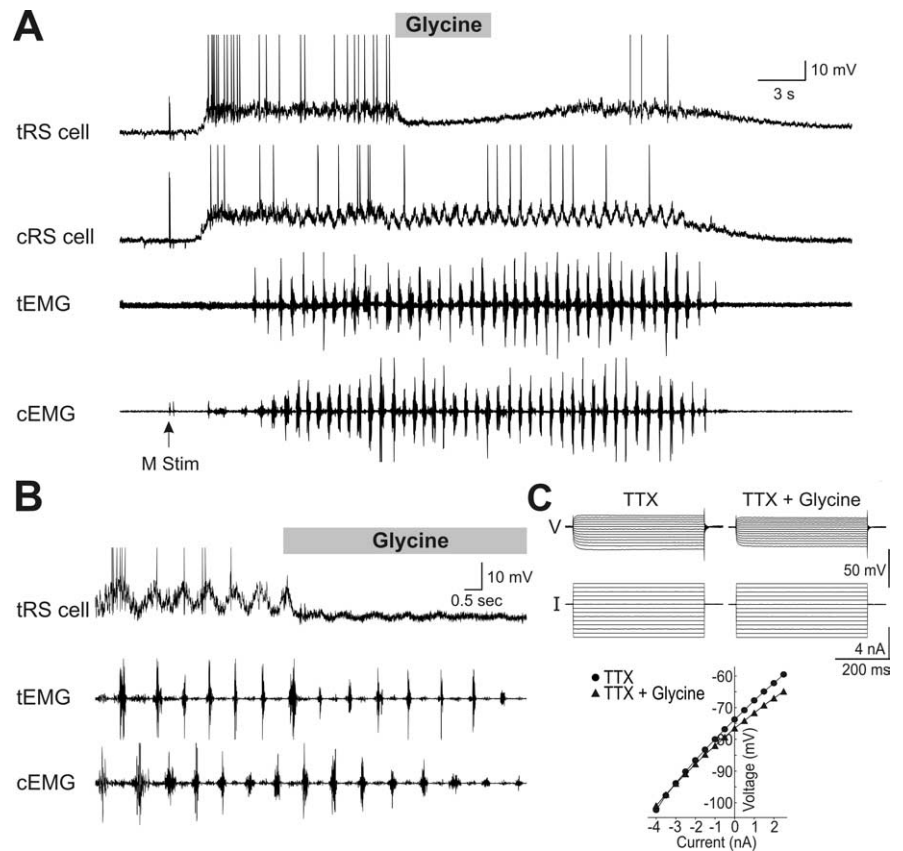 A
Glycine
10 mV
3 s
tRS cell
cRS cell
tEMG
cEMG
M Stim
B
Glycine
10 mV
0.5 sec
tRS cell
tEMG
cEMG
C
TTX
TTX + Glycine
V
50 mV
I
4 nA
200 ms
TTX
TTX + Glycine
-60
-70
-80
-90
-100
Voltage (mV)
-4 -3 -2 -1 0 1 2
Current (nA)